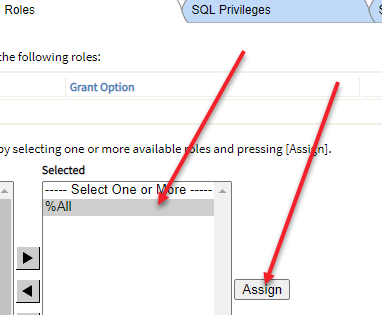 Roles
SQL Privileges
the following roles:
Grant Option
by selecting one or more available roles and pressing [Assign].
Selected
----- Select One or More -----
%All
Assign